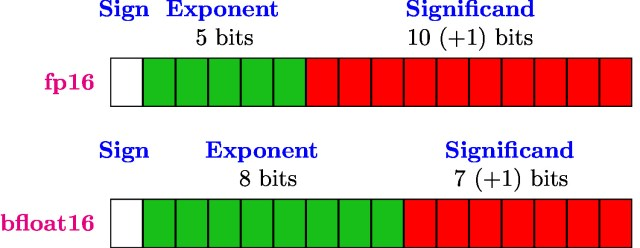 Sign Exponent Significand
5 bits 10 (+1) bits
fp16
Sign Exponent Significand
8 bits 7 (+1) bits
bfloat16